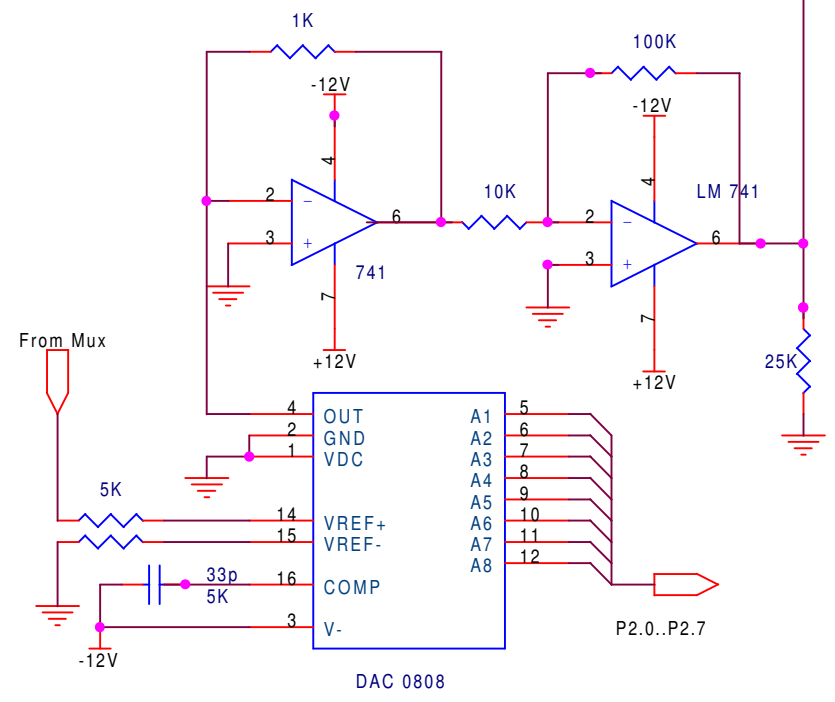 1K
100K
-12V
-12V
4
4
10K
LM 741
2
−
6
2
−
6
3
+
3
+
741
7
7
From Mux
+12V
25K
+12V
4
OUT
A1
5
2
GND
A2
6
1
VDC
A3
7
A4
8
5K
A5
9
14
VREF+
A6
10
15
VREF-
A7
11
A8
12
33p
16
COMP
5K
3
V-
P2.0..P2.7
-12V
DAC 0808